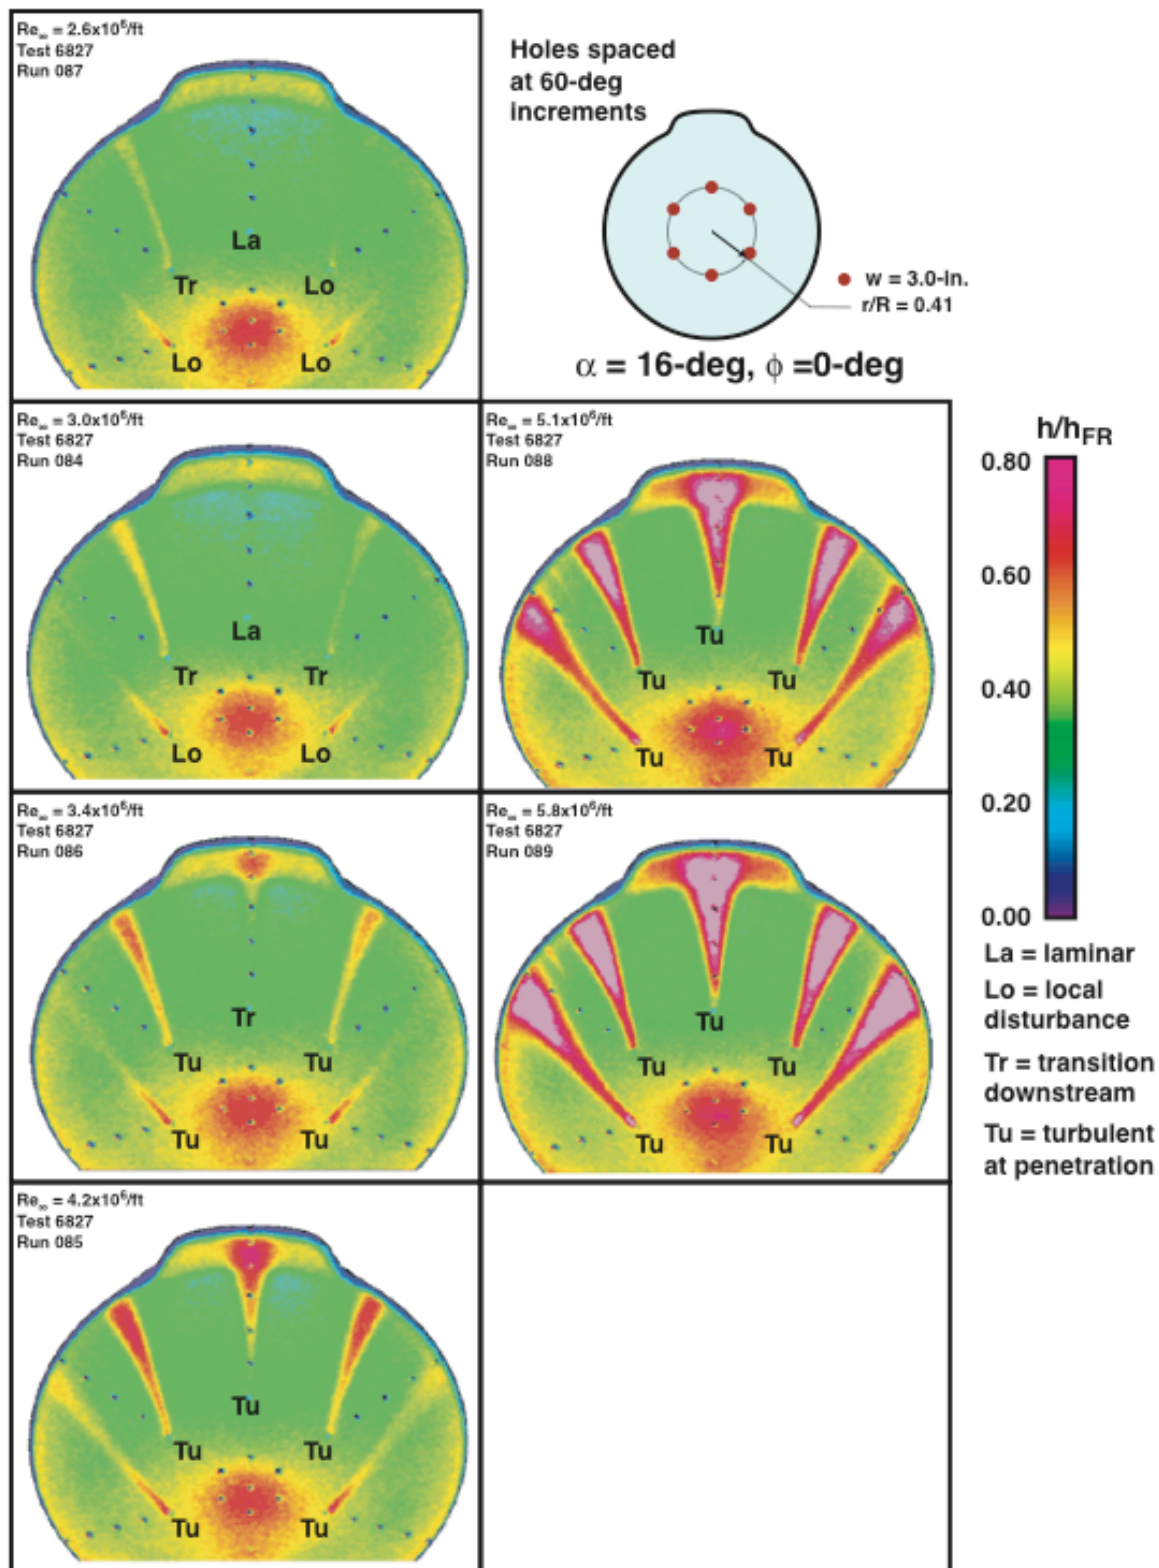 Re∞ = 2.6x10⁶/ft
Test 6827
Run 087
La
Tr Lo
Lo Lo
Holes spaced
at 60-deg
increments
w = 3.0-in.
r/R = 0.41
α = 16-deg, ϕ =0-deg
Re∞ = 3.0x10⁶/ft
Test 6827
Run 084
La
Tr Tr
Lo Lo
Re∞ = 5.1x10⁶/ft
Test 6827
Run 088
Tu
Tu Tu
Tu Tu
Re∞ = 3.4x10⁶/ft
Test 6827
Run 086
Tr
Tu Tu
Tu Tu
Re∞ = 5.8x10⁶/ft
Test 6827
Run 089
Tu
Tu Tu
Tu Tu
Re∞ = 4.2x10⁶/ft
Test 6827
Run 085
Tu
Tu Tu
Tu Tu
h/hFR
0.80
0.60
0.40
0.20
0.00
La = laminar
Lo = local
disturbance
Tr = transition
downstream
Tu = turbulent
at penetration